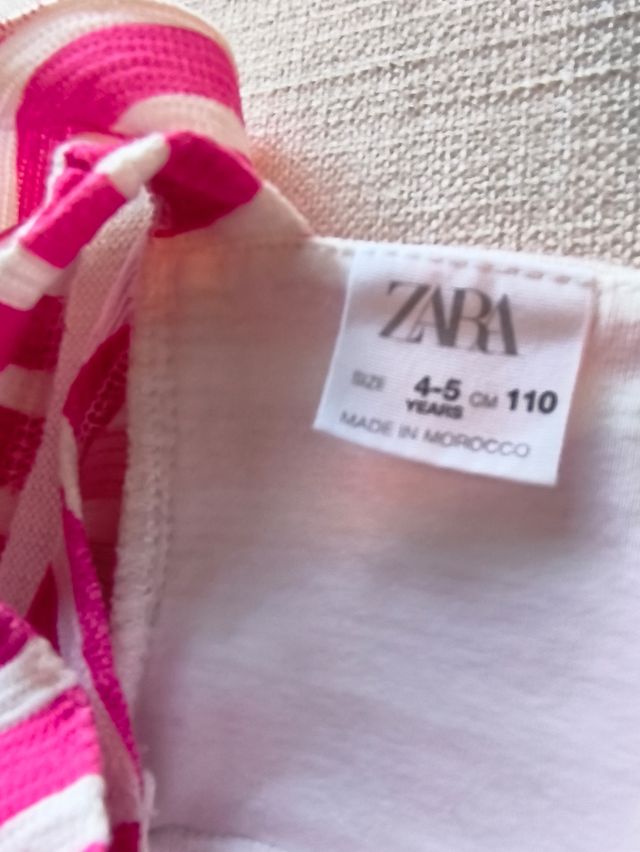 ZARA
SIZE 4-5 YEARS CM 110
MADE IN MOROCCO